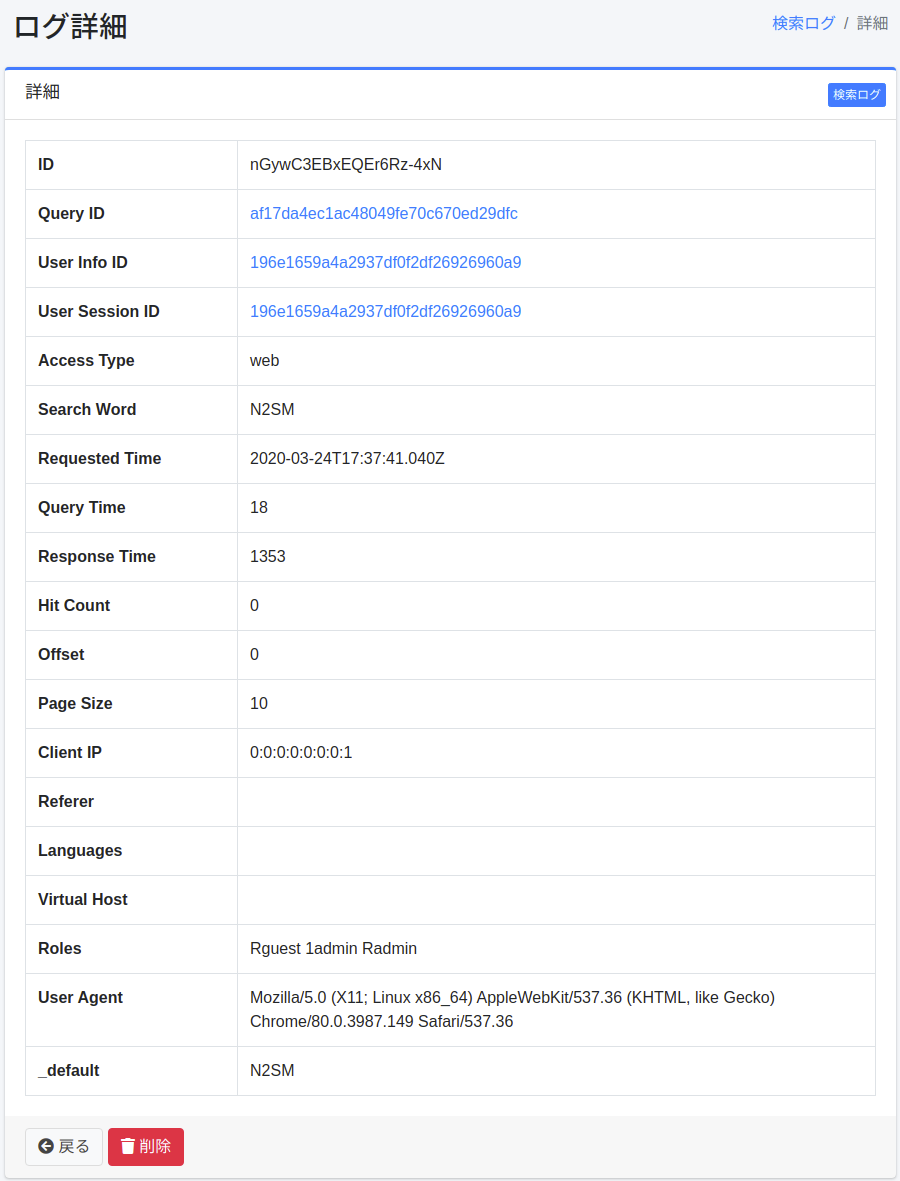 ログ詳細
検索ログ / 詳細
詳細
検索ログ
ID nGywC3EBxEQEr6Rz-4xN
Query ID af17da4ec1ac48049fe70c670ed29dfc
User Info ID 196e1659a4a2937df0f2df26926960a9
User Session ID 196e1659a4a2937df0f2df26926960a9
Access Type web
Search Word N2SM
Requested Time 2020-03-24T17:37:41.040Z
Query Time 18
Response Time 1353
Hit Count 0
Offset 0
Page Size 10
Client IP 0:0:0:0:0:0:0:1
Referer
Languages
Virtual Host
Roles Rguest 1admin Radmin
User Agent Mozilla/5.0 (X11; Linux x86_64) AppleWebKit/537.36 (KHTML, like Gecko)
Chrome/80.0.3987.149 Safari/537.36
_default N2SM
戻る 削除